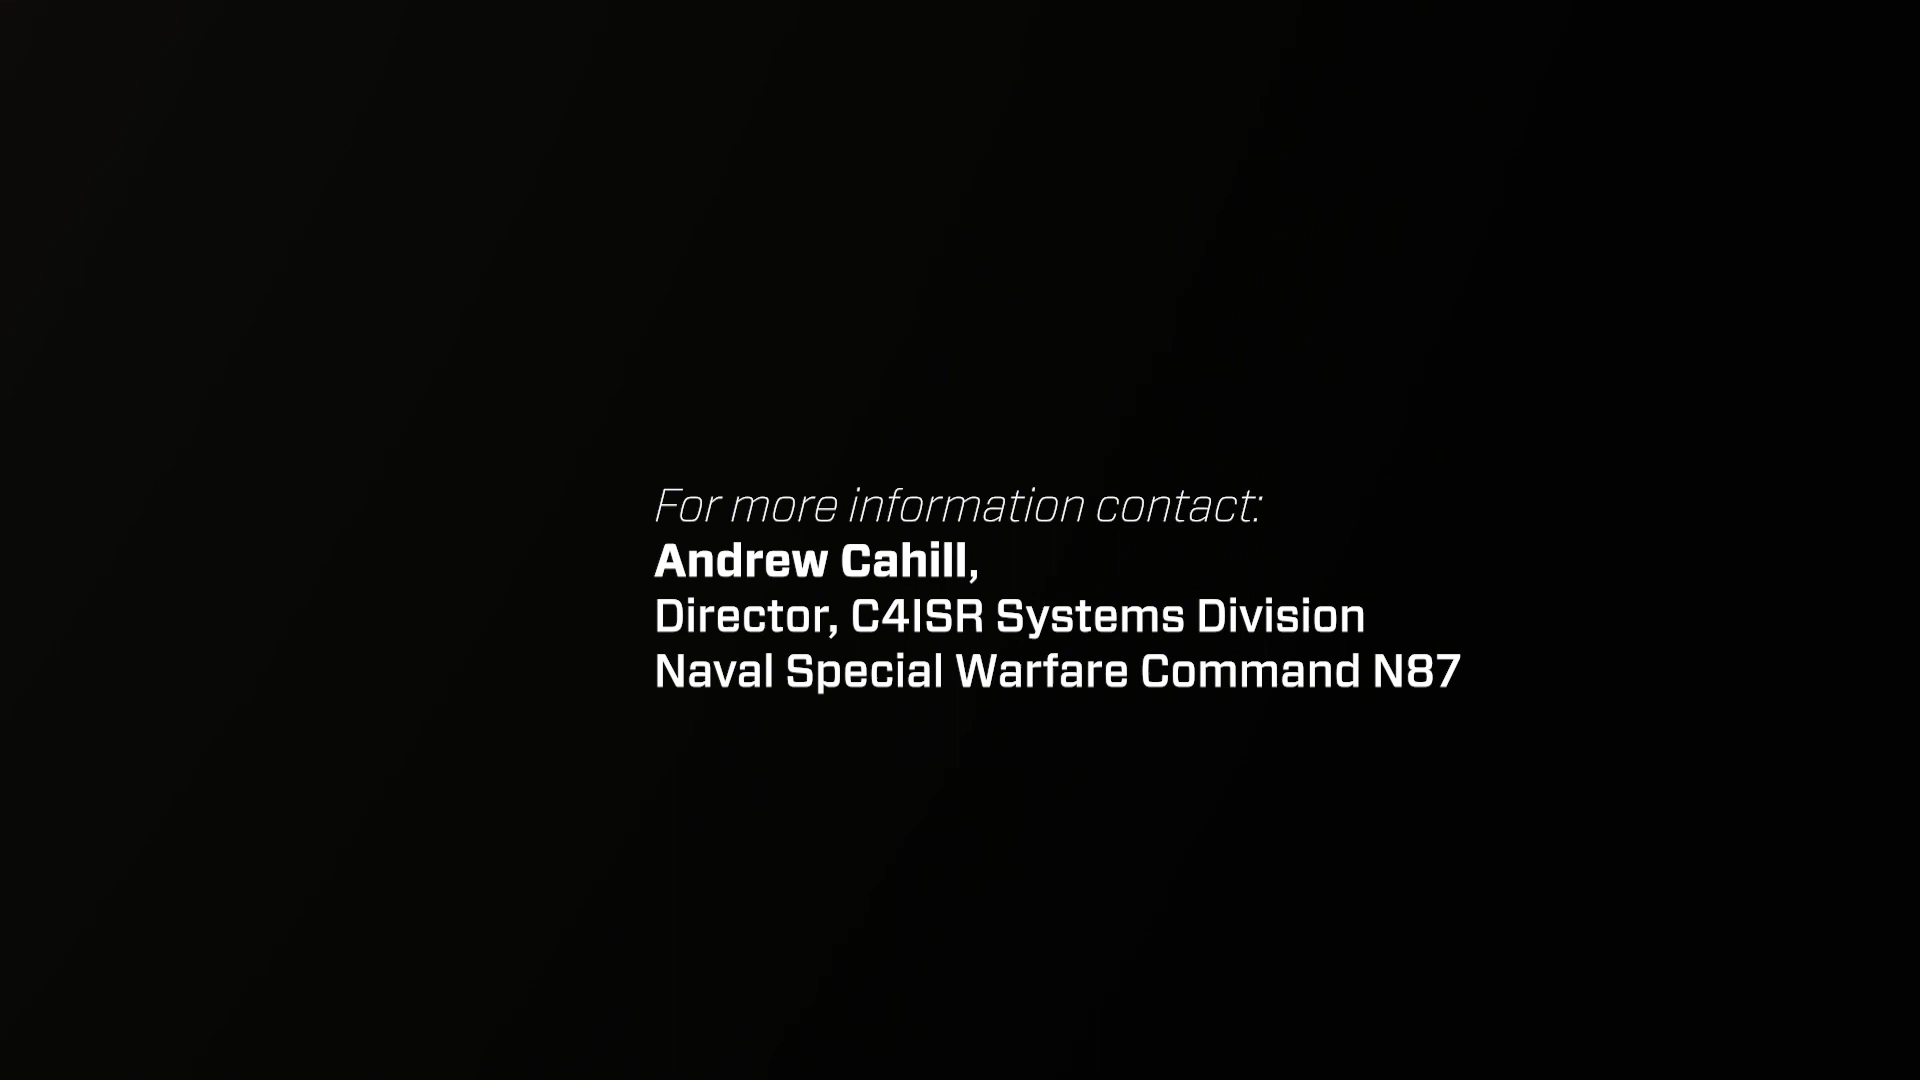 For more information contact:
Andrew Cahill,
Director, C4ISR Systems Division
Naval Special Warfare Command N87